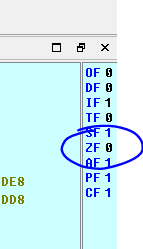 OF 0
DF 0
IF 1
TF 0
SF 1
ZF 0
AF 1
PF 1
CF 1
DE8
DD8